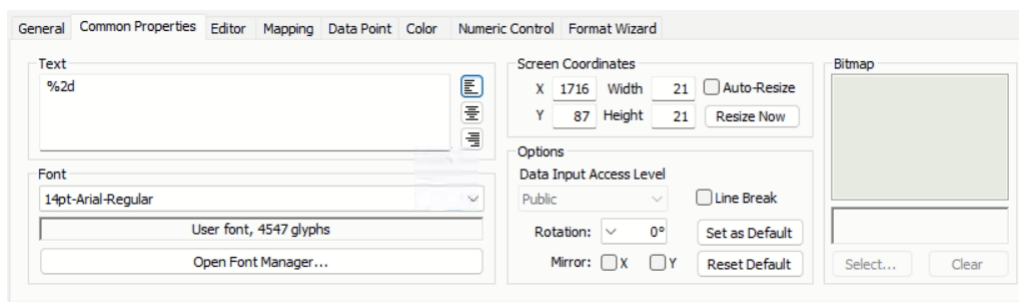 General Common Properties Editor Mapping Data Point Color Numeric Control Format Wizard
Text
%2d
Font
14pt-Arial-Regular
User font, 4547 glyphs
Open Font Manager...
Screen Coordinates
X 1716 Width 21 Auto-Resize
Y 87 Height 21 Resize Now
Options
Data Input Access Level
Public Line Break
Rotation: 0° Set as Default
Mirror: X Y Reset Default
Bitmap
Select... Clear